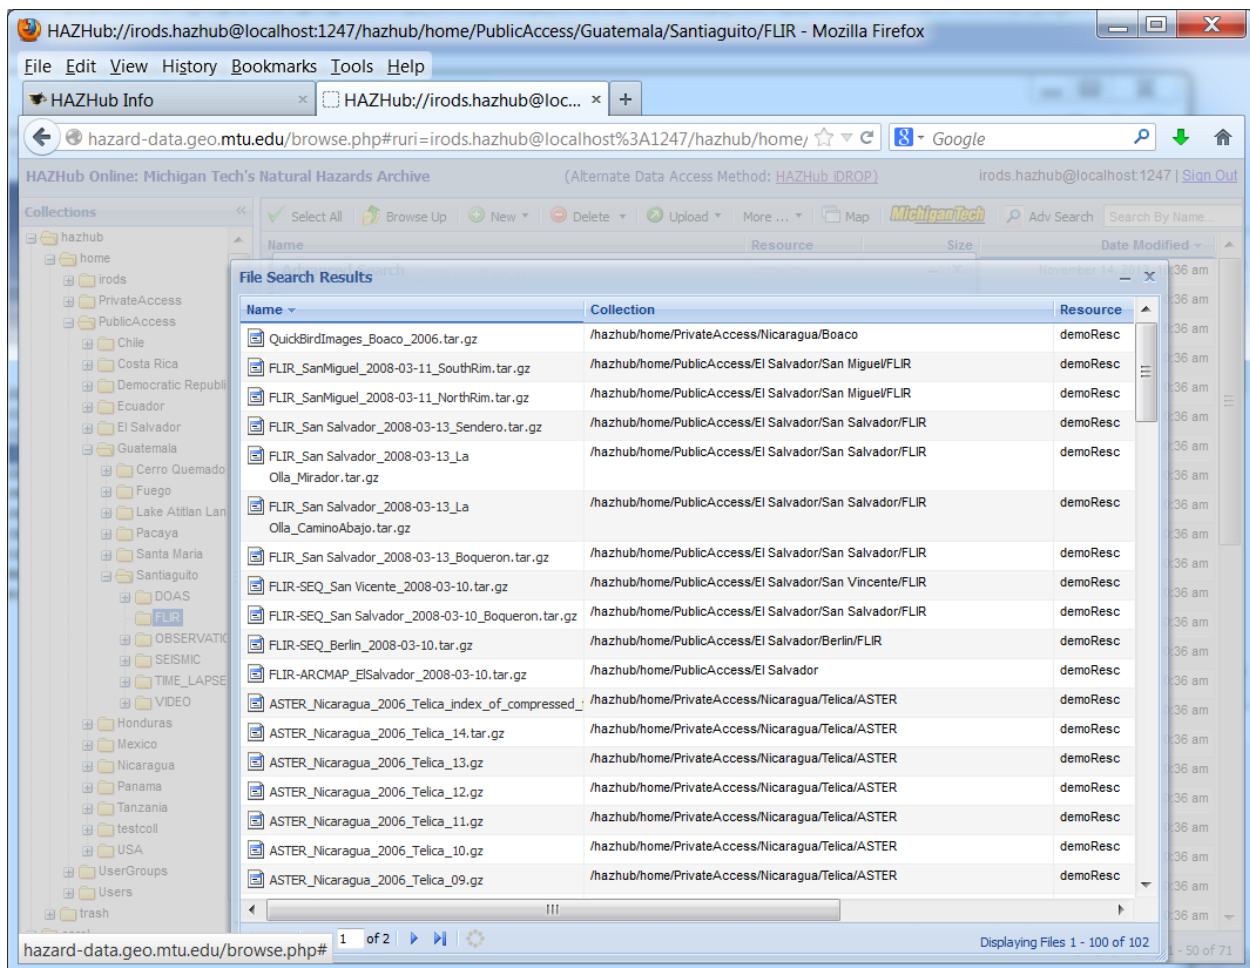 HAZHub://irods.hazhub@localhost:1247/hazhub/home/PublicAccess/Guatemala/Santiaguito/FLIR - Mozilla Firefox
File Edit View History Bookmarks Tools Help
HAZHub Info
HAZHub://irods.hazhub@loc...
hazard-data.geo.mtu.edu/browse.php#ruri=irods.hazhub@localhost%3A1247/hazhub/home/
Google
HAZHub Online: Michigan Tech's Natural Hazards Archive (Alternate Data Access Method: HAZHub iDROP) irods.hazhub@localhost:1247 | Sign Out
Collections
Select All Browse Up New Delete Upload More ... Map MichiganTech Adv Search Search By Name...
Name Resource Size Date Modified
hazhub
home
irods
PrivateAccess
PublicAccess
Chile
Costa Rica
Democratic Republi
Ecuador
El Salvador
Guatemala
Cerro Quemado
Fuego
Lake Atitlan Lan
Pacaya
Santa Maria
Santiaguito
DOAS
FLIR
OBSERVATIO
SEISMIC
TIME_LAPSE
VIDEO
Honduras
Mexico
Nicaragua
Panama
Tanzania
testcoll
USA
UserGroups
Users
trash
File Search Results
Name Collection Resource
QuickBirdImages_Boaco_2006.tar.gz /hazhub/home/PrivateAccess/Nicaragua/Boaco demoResc
FLIR_SanMiguel_2008-03-11_SouthRim.tar.gz /hazhub/home/PublicAccess/El Salvador/San Miguel/FLIR demoResc
FLIR_SanMiguel_2008-03-11_NorthRim.tar.gz /hazhub/home/PublicAccess/El Salvador/San Miguel/FLIR demoResc
FLIR_San Salvador_2008-03-13_Sendero.tar.gz /hazhub/home/PublicAccess/El Salvador/San Salvador/FLIR demoResc
FLIR_San Salvador_2008-03-13_La /hazhub/home/PublicAccess/El Salvador/San Salvador/FLIR demoResc
Olla_Mirador.tar.gz
FLIR_San Salvador_2008-03-13_La /hazhub/home/PublicAccess/El Salvador/San Salvador/FLIR demoResc
Olla_CaminoAbajo.tar.gz
FLIR_San Salvador_2008-03-13_Boqueron.tar.gz /hazhub/home/PublicAccess/El Salvador/San Salvador/FLIR demoResc
FLIR-SEQ_San Vicente_2008-03-10.tar.gz /hazhub/home/PublicAccess/El Salvador/San Vincente/FLIR demoResc
FLIR-SEQ_San Salvador_2008-03-10_Boqueron.tar.gz /hazhub/home/PublicAccess/El Salvador/San Salvador/FLIR demoResc
FLIR-SEQ_Berlin_2008-03-10.tar.gz /hazhub/home/PublicAccess/El Salvador/Berlin/FLIR demoResc
FLIR-ARCMAP_ElSalvador_2008-03-10.tar.gz /hazhub/home/PublicAccess/El Salvador demoResc
ASTER_Nicaragua_2006_Telica_index_of_compressed_ /hazhub/home/PrivateAccess/Nicaragua/Telica/ASTER demoResc
ASTER_Nicaragua_2006_Telica_14.tar.gz /hazhub/home/PrivateAccess/Nicaragua/Telica/ASTER demoResc
ASTER_Nicaragua_2006_Telica_13.gz /hazhub/home/PrivateAccess/Nicaragua/Telica/ASTER demoResc
ASTER_Nicaragua_2006_Telica_12.gz /hazhub/home/PrivateAccess/Nicaragua/Telica/ASTER demoResc
ASTER_Nicaragua_2006_Telica_11.gz /hazhub/home/PrivateAccess/Nicaragua/Telica/ASTER demoResc
ASTER_Nicaragua_2006_Telica_10.gz /hazhub/home/PrivateAccess/Nicaragua/Telica/ASTER demoResc
ASTER_Nicaragua_2006_Telica_09.gz /hazhub/home/PrivateAccess/Nicaragua/Telica/ASTER demoResc
1 of 2 Displaying Files 1 - 100 of 102
hazard-data.geo.mtu.edu/browse.php#
1 - 50 of 71